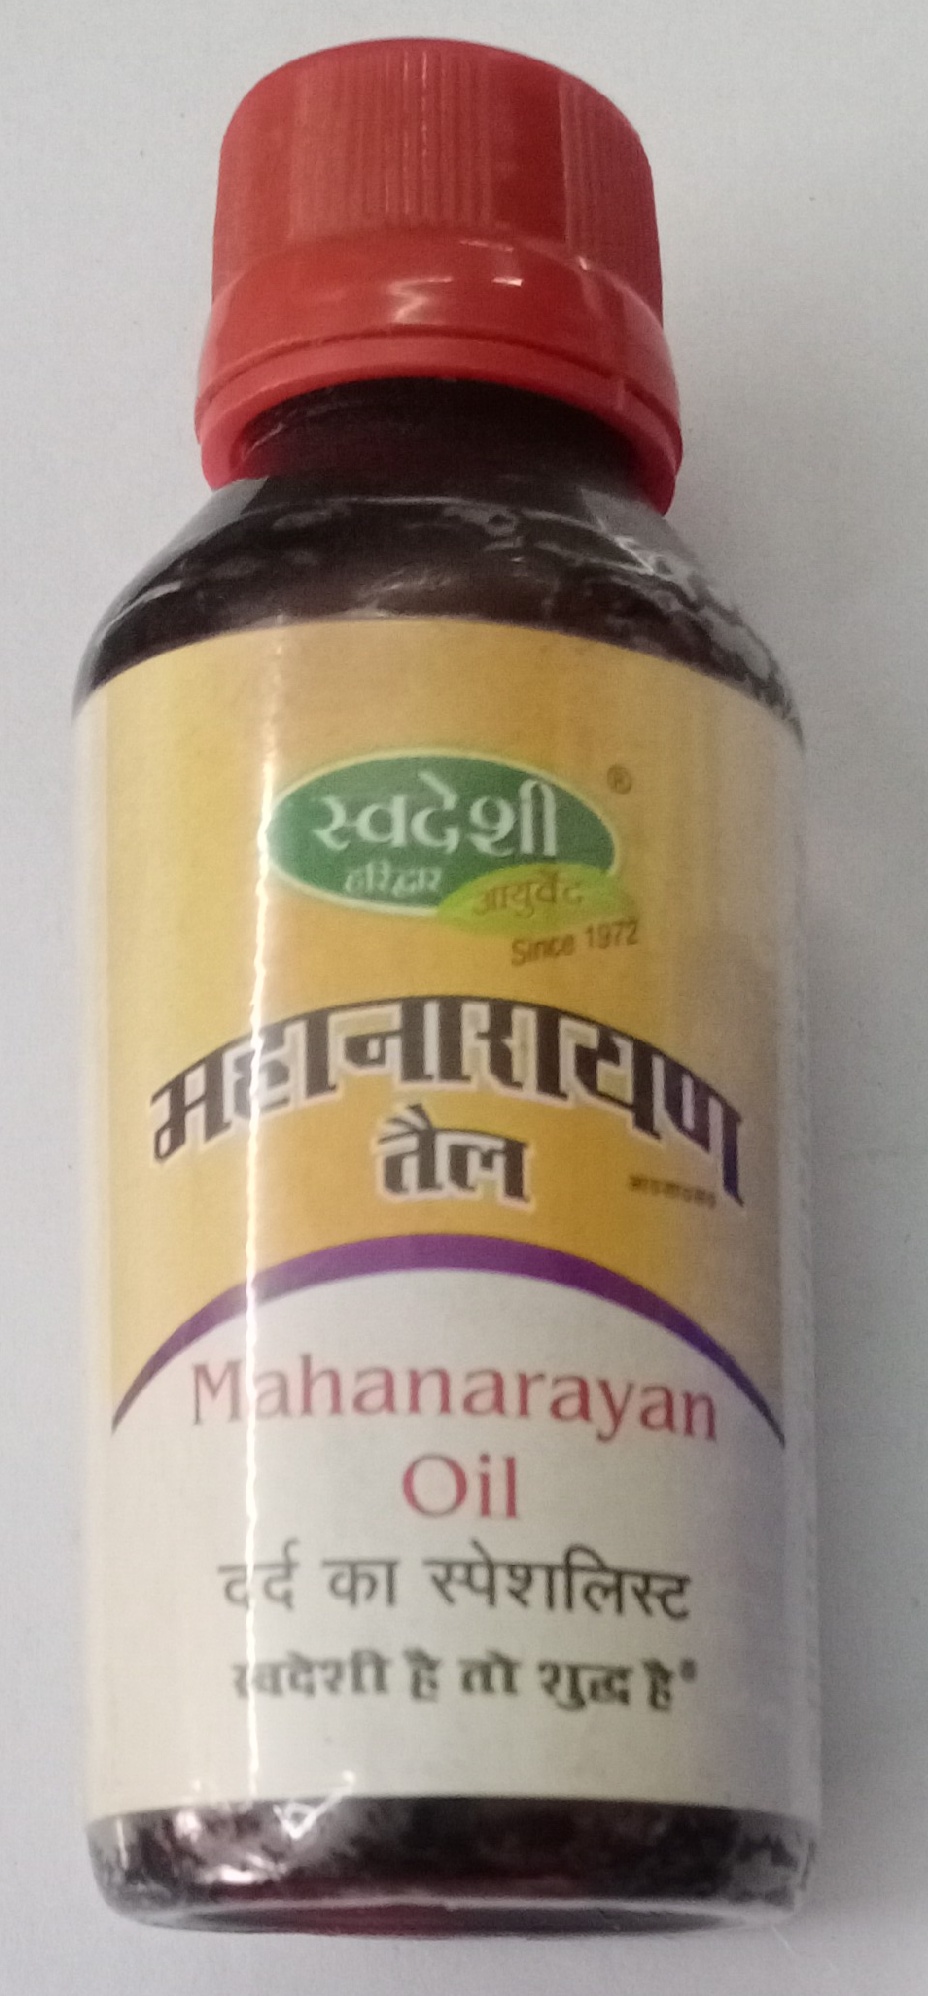 स्वदेशी
®
हरिद्वार
आयुर्वेद
Since 1972
महानारायण
तैल
Mahanarayan
Oil
दर्द का स्पेशलिस्ट
स्वदेशी है तो शुद्ध है®